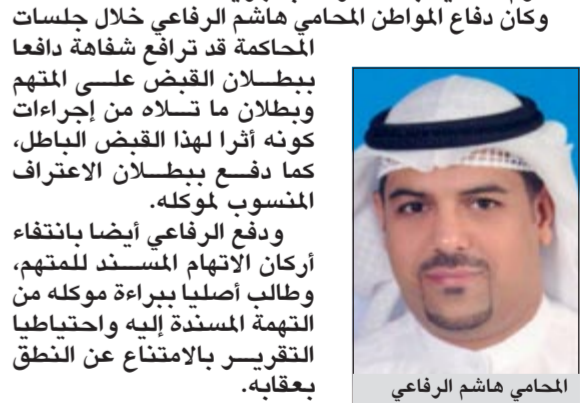 وكان دفاع المواطن المحامي هاشم الرفاعي خلال جلسات
المحاكمة قد ترافع شفاهة دافعا
ببطلان القبض على المتهم
وبطلان ما تلاه من إجراءات
كونه أثرا لهذا القبض الباطل،
كما دفع ببطلان الاعتراف
المنسوب لموكله.
ودفع الرفاعي أيضا بانتفاء
أركان الاتهام المسند للمتهم،
وطالب أصليا ببراءة موكله من
التهمة المسندة إليه واحتياطيا
التقرير بالامتناع عن النطق
بعقابه.
المحامي هاشم الرفاعي